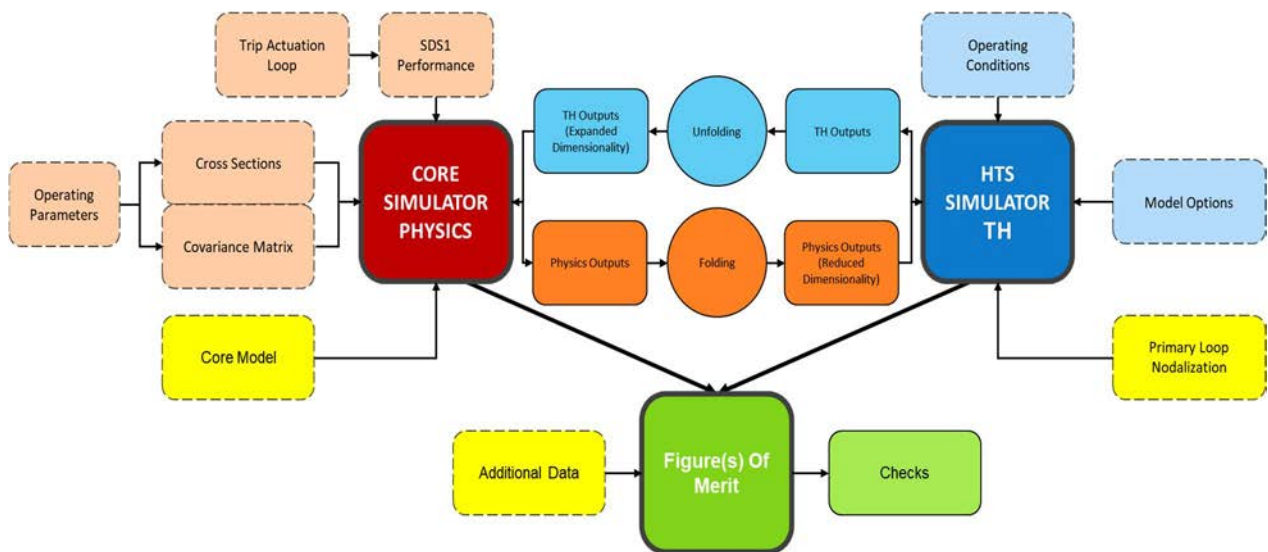 Trip Actuation
Loop
SDS1
Performance
Operating
Conditions
TH Outputs
(Expanded
Dimensionality)
Unfolding
TH Outputs
Operating
Parameters
Cross Sections
Covariance Matrix
CORE
SIMULATOR
PHYSICS
HTS
SIMULATOR
TH
Model Options
Physics Outputs
Folding
Physics Outputs
(Reduced
Dimensionality)
Core Model
Primary Loop
Nodalization
Additional Data
Figure(s) Of
Merit
Checks